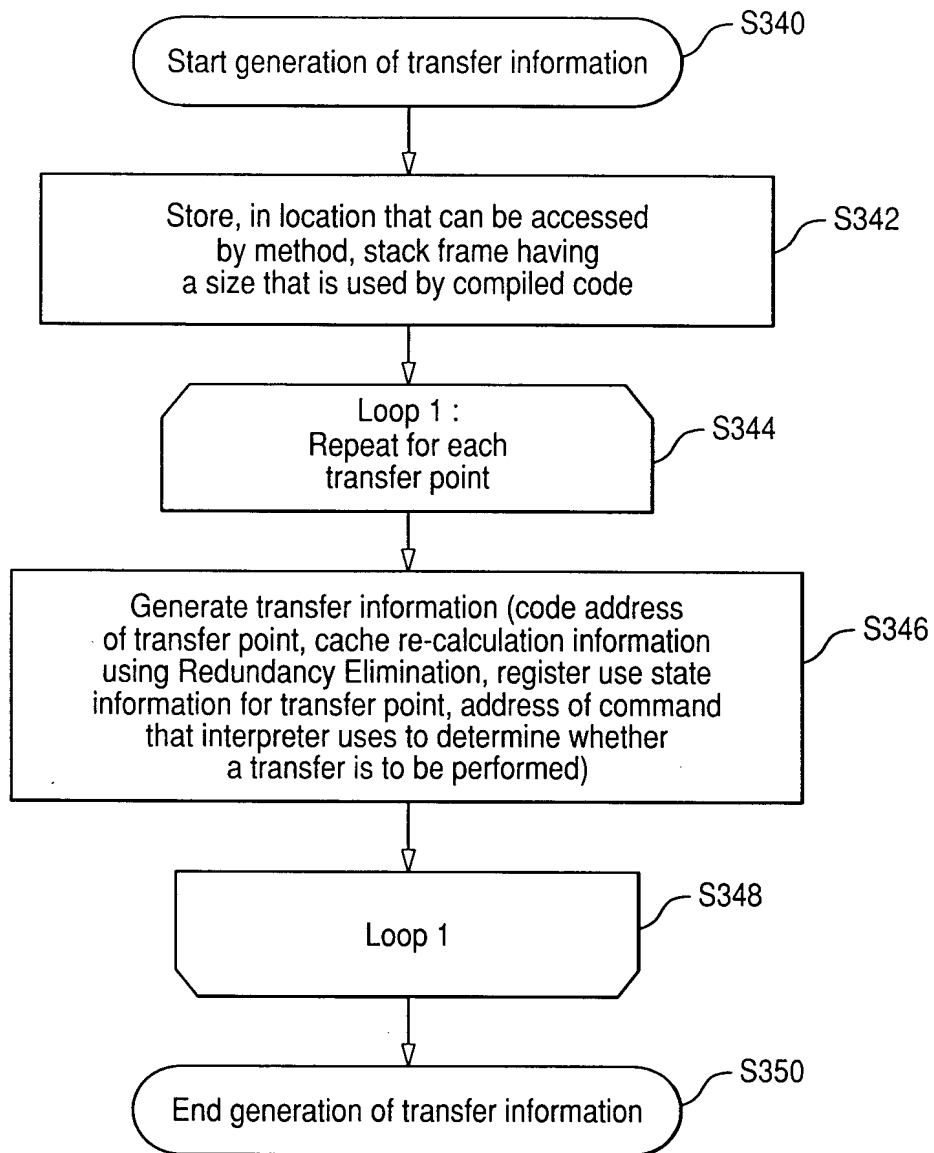 S340
Start generation of transfer information
Store, in location that can be accessed
by method, stack frame having
a size that is used by compiled code
S342
Loop 1 :
Repeat for each
transfer point
S344
Generate transfer information (code address
of transfer point, cache re-calculation information
using Redundancy Elimination, register use state
information for transfer point, address of command
that interpreter uses to determine whether
a transfer is to be performed)
S346
Loop 1
S348
End generation of transfer information
S350